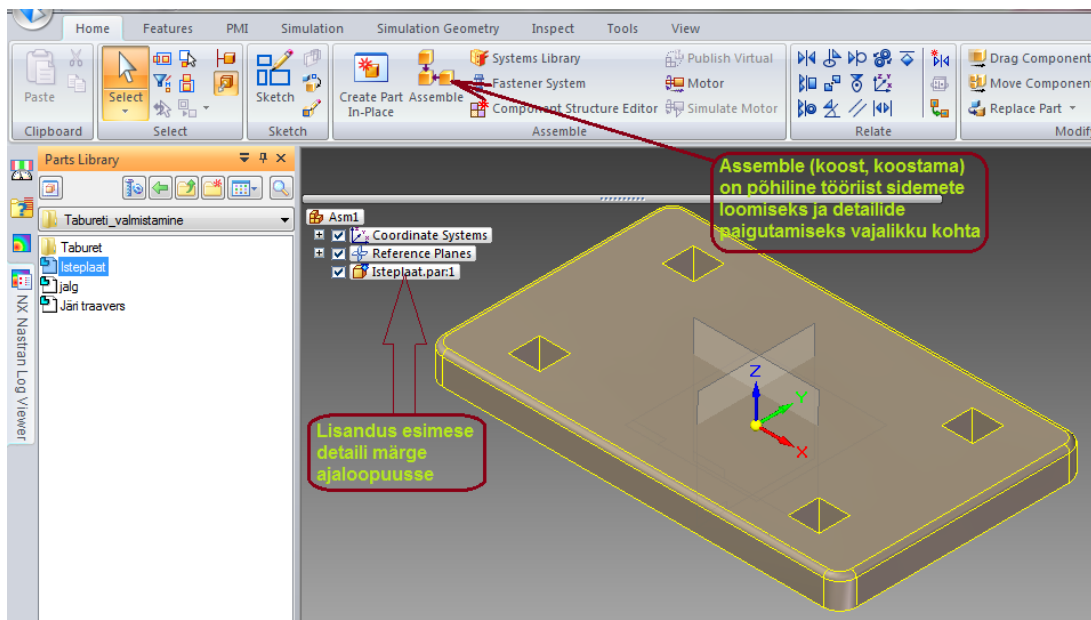 Home Features PMI Simulation Simulation Geometry Inspect Tools View
Paste
Clipboard
Select
Select
Sketch
Sketch
Create Part In-Place
Assemble
Systems Library
Fastener System
Component Structure Editor
Publish Virtual
Motor
Simulate Motor
Assemble
Relate
Drag Component
Move Component
Replace Part
Modif
Parts Library
Tabureti_valmistamine
Taburet
Isteplaat
jalg
Järi traavers
NX Nastran Log Viewer
Asm1
Coordinate Systems
Reference Planes
Isteplaat.par:1
Assemble (koost, koostama)
on põhiline tööriist sidemete
loomiseks ja detailide
paigutamiseks vajalikku kohta
Lisandus esimese
detaili märge
ajaloopuusse
Z
Y
X